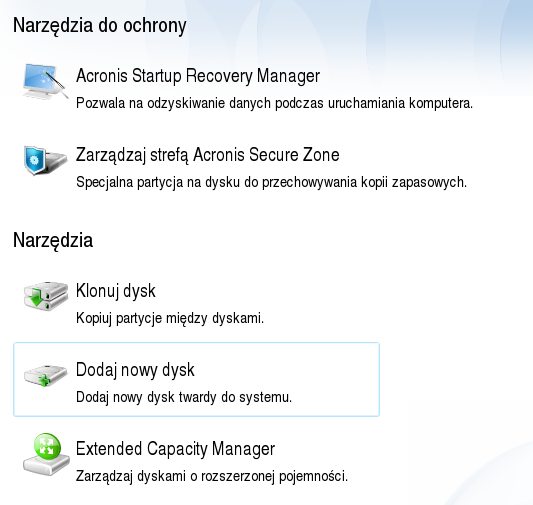 Narzędzia do ochrony
Acronis Startup Recovery Manager
Pozwala na odzyskiwanie danych podczas uruchamiania komputera.
Zarządzaj strefą Acronis Secure Zone
Specjalna partycja na dysku do przechowywania kopii zapasowych.
Narzędzia
Klonuj dysk
Kopiuj partycje między dyskami.
Dodaj nowy dysk
Dodaj nowy dysk twardy do systemu.
Extended Capacity Manager
Zarządzaj dyskami o rozszerzonej pojemności.